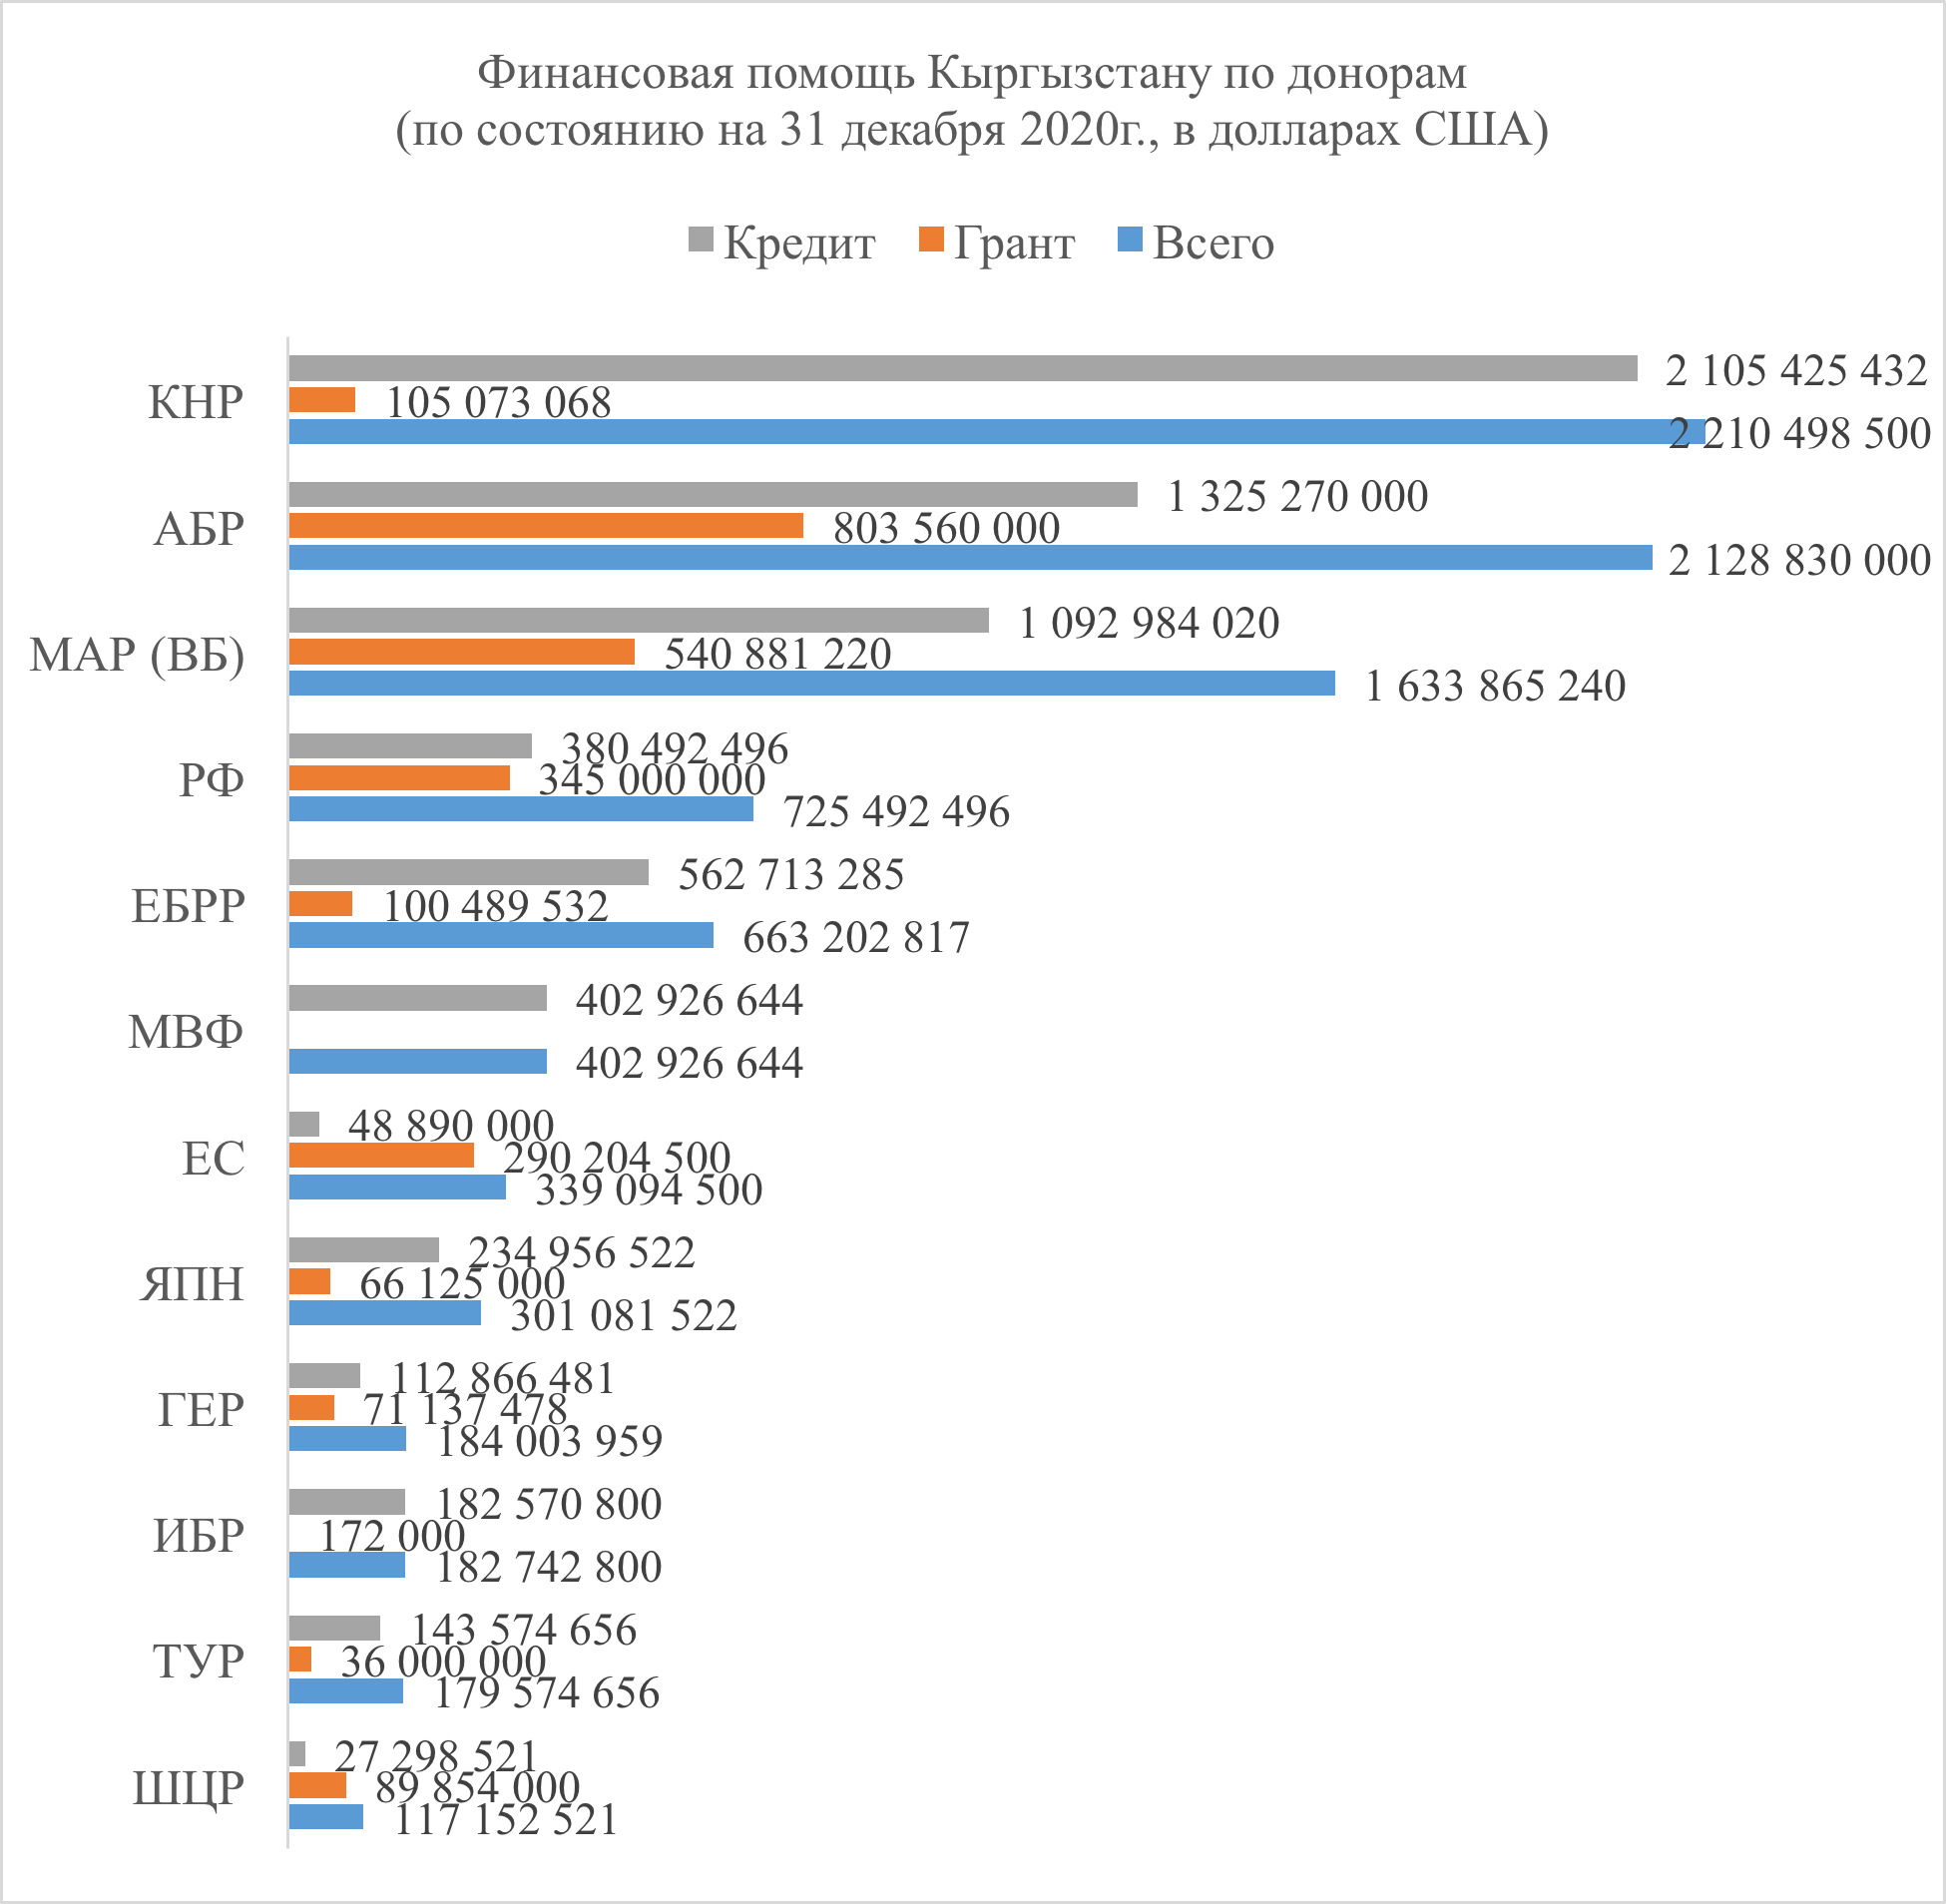 Финансовая помощь Кыргызстану по донорам
(по состоянию на 31 декабря 2020г., в долларах США)
Кредит Грант Всего
КНР
2 105 425 432
105 073 068
2 210 498 500
АБР
1 325 270 000
803 560 000
2 128 830 000
МАР (ВБ)
1 092 984 020
540 881 220
1 633 865 240
РФ
380 492 496
345 000 000
725 492 496
ЕБРР
562 713 285
100 489 532
663 202 817
МВФ
402 926 644
402 926 644
ЕС
48 890 000
290 204 500
339 094 500
ЯПН
234 956 522
66 125 000
301 081 522
ГЕР
112 866 481
71 137 478
184 003 959
ИБР
182 570 800
172 000
182 742 800
ТУР
143 574 656
36 000 000
179 574 656
ШЦР
27 298 521
89 854 000
117 152 521